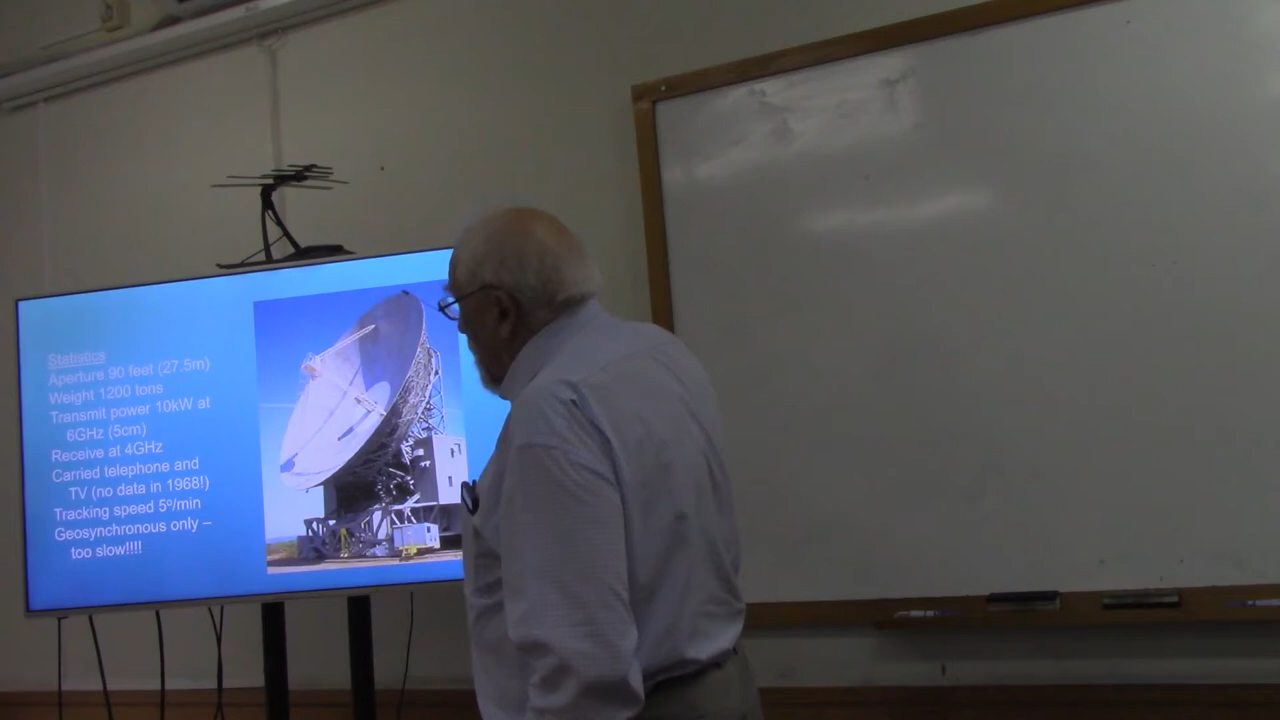 Statistics
Aperture 90 feet (27.5m)
Weight 1200 tons
Transmit power 10kW at
6GHz (5cm)
Receive at 4GHz
Carried telephone and
TV (no data in 1968!)
Tracking speed 5º/min
Geosynchronous only –
too slow!!!!